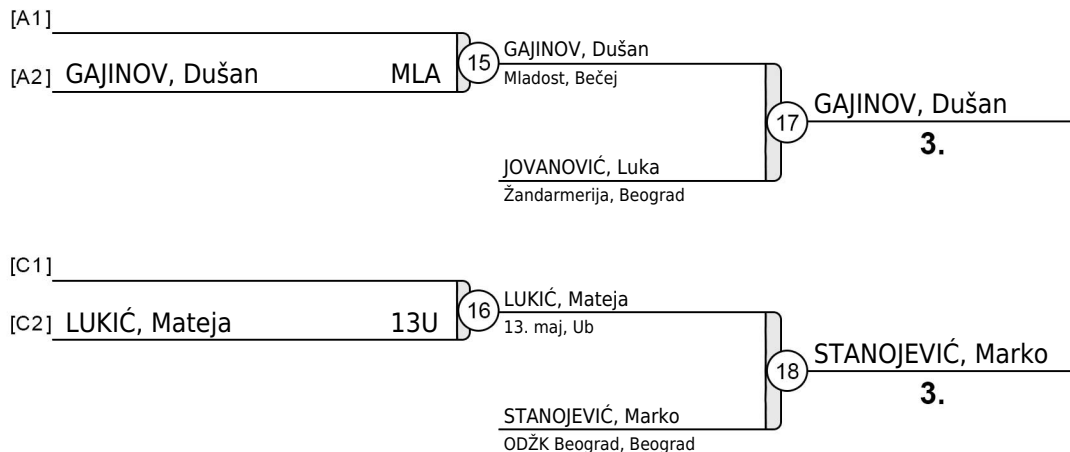 [A1]
[A2] GAJINOV, Dušan MLA
15
GAJINOV, Dušan
Mladost, Bečej
17
GAJINOV, Dušan
3.
JOVANOVIĆ, Luka
Žandarmerija, Beograd
[C1]
[C2] LUKIĆ, Mateja 13U
16
LUKIĆ, Mateja
13. maj, Ub
18
STANOJEVIĆ, Marko
3.
STANOJEVIĆ, Marko
ODŽK Beograd, Beograd